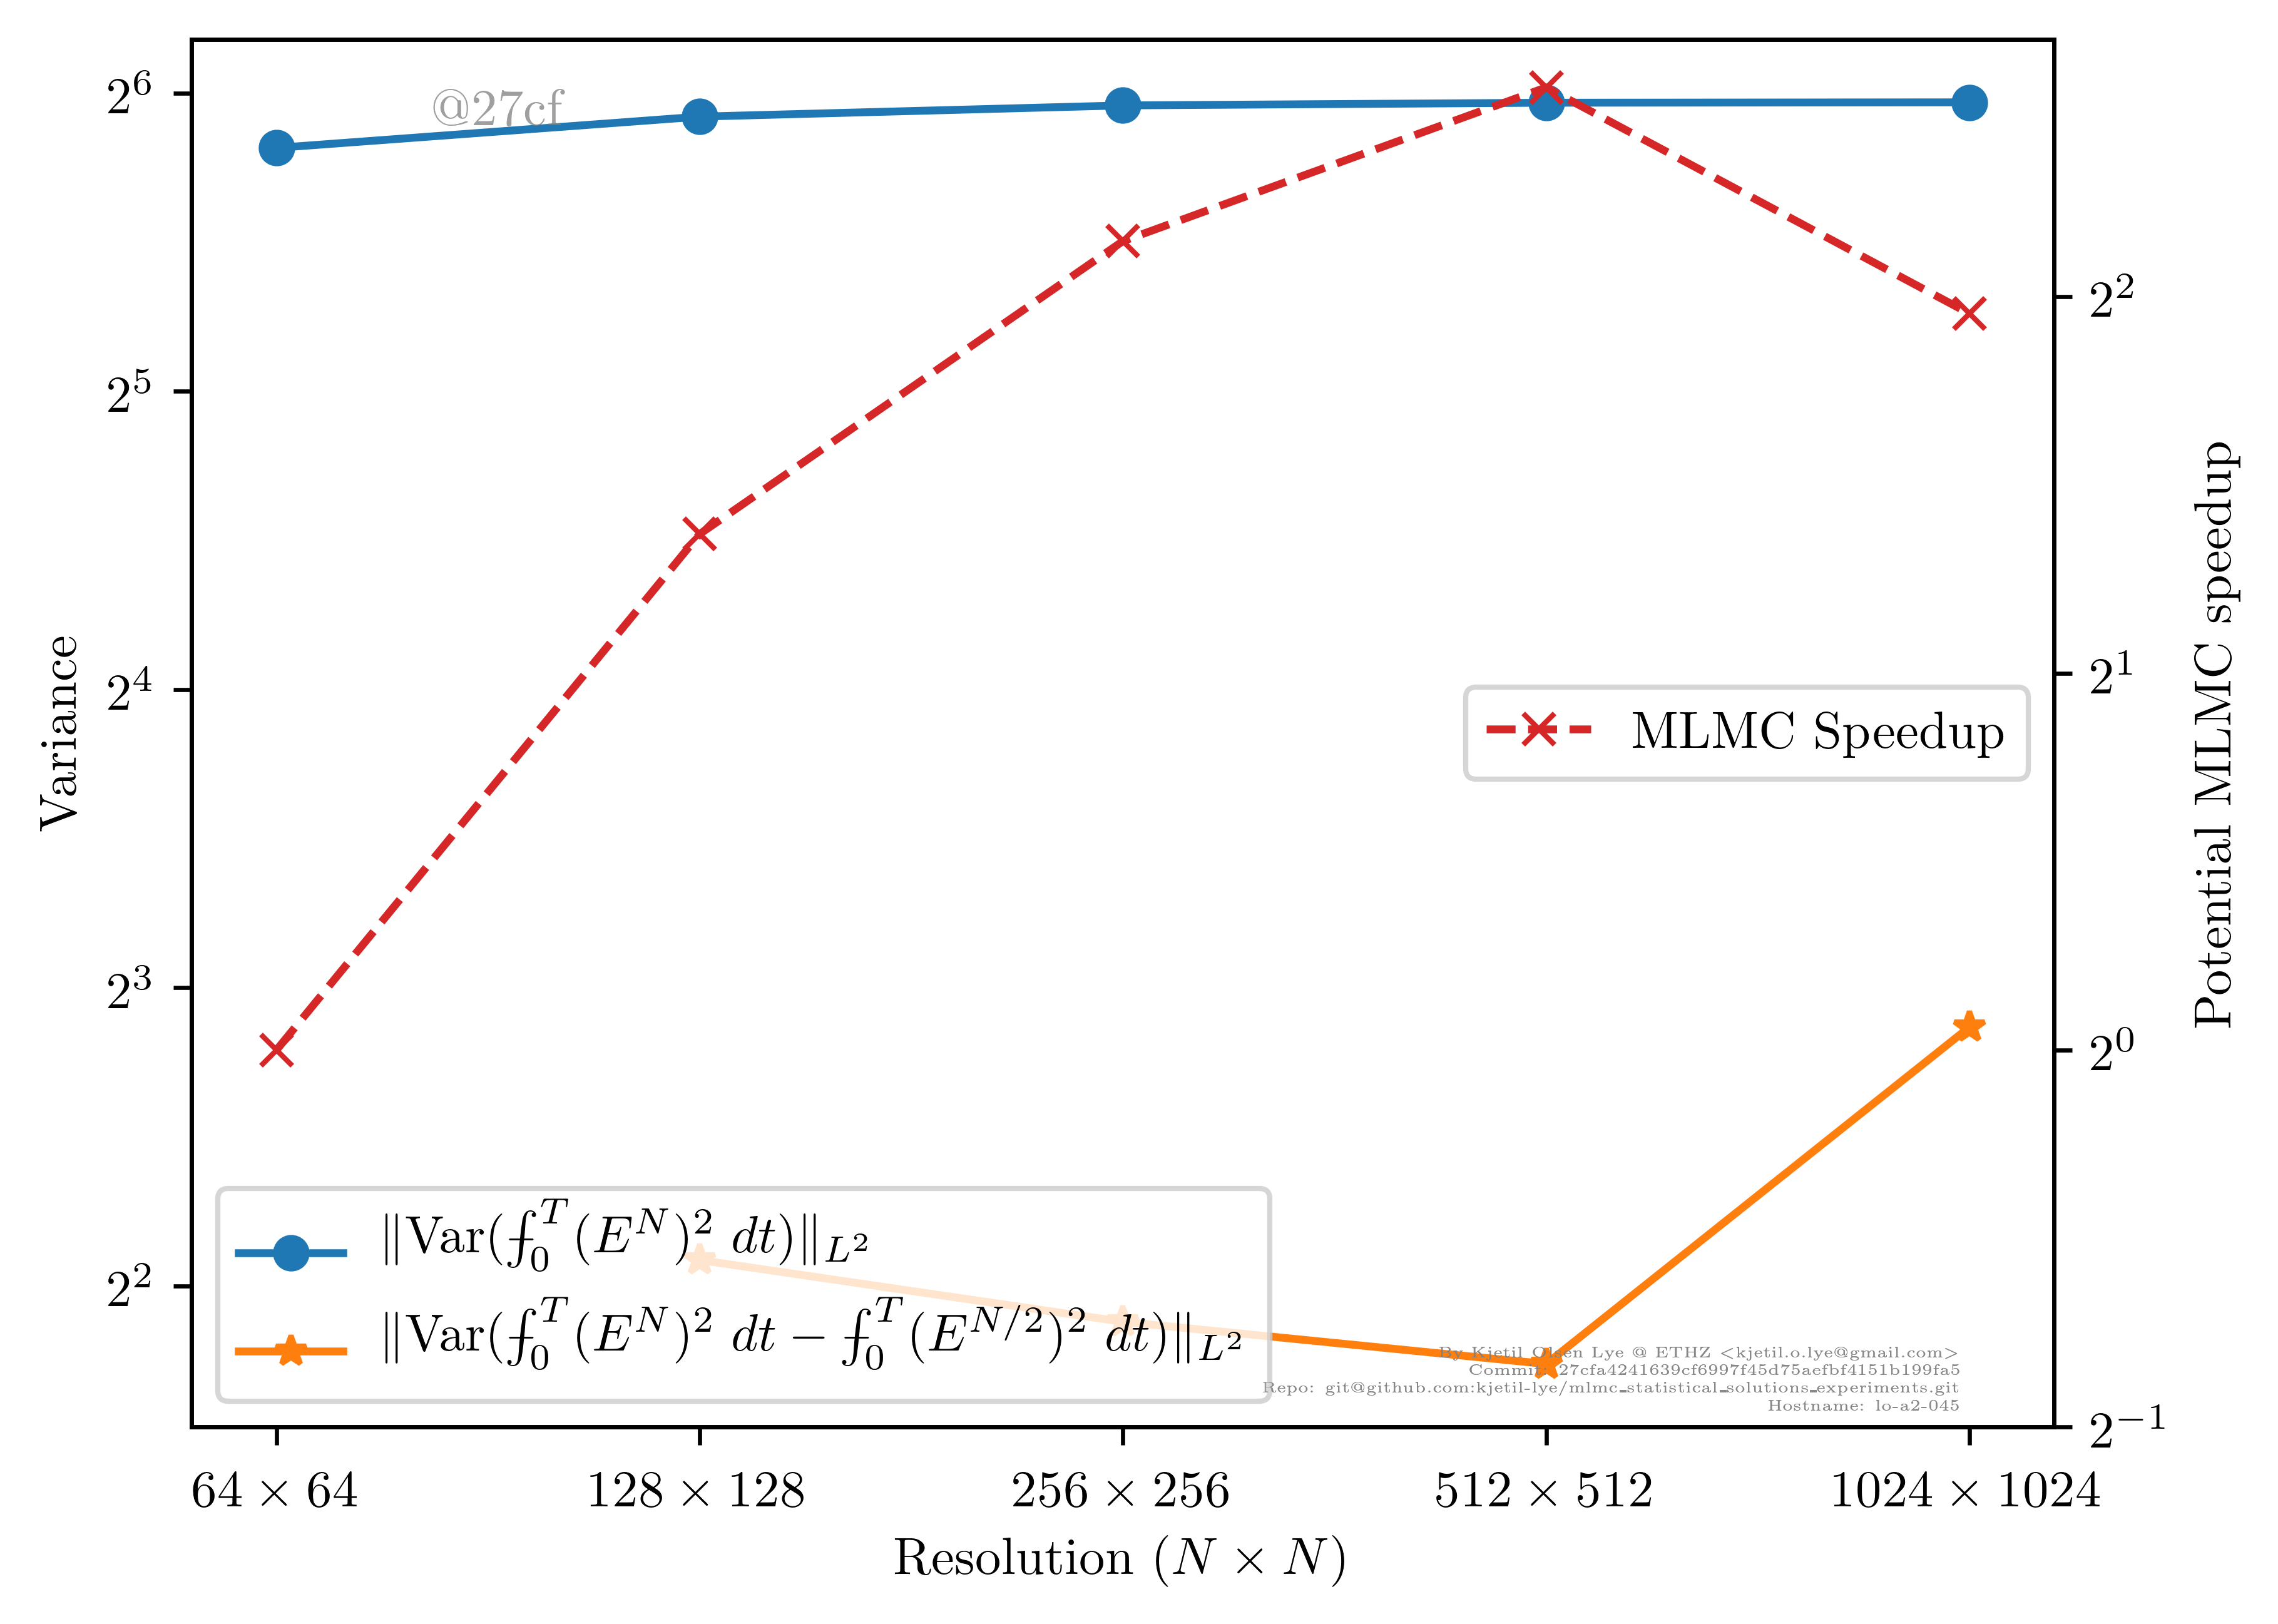 @27cf
2^6
2^5
2^4
2^3
2^2
Variance
2^2
2^1
2^0
2^{-1}
Potential MLMC speedup
MLMC Speedup
‖Var(⨍_0^T (E^N)^2 dt)‖_{L^2}
‖Var(⨍_0^T (E^N)^2 dt − ⨍_0^T (E^{N/2})^2 dt)‖_{L^2}
By Kjetil Olsen Lye @ ETHZ <kjetil.o.lye@gmail.com>
Commit: 27cfa4241639cf6997f45d75aefbf4151b199fa5
Repo: git@github.com:kjetil-lye/mlmc_statistical_solutions_experiments.git
Hostname: lo-a2-045
64 × 64
128 × 128
256 × 256
512 × 512
1024 × 1024
Resolution (N × N)